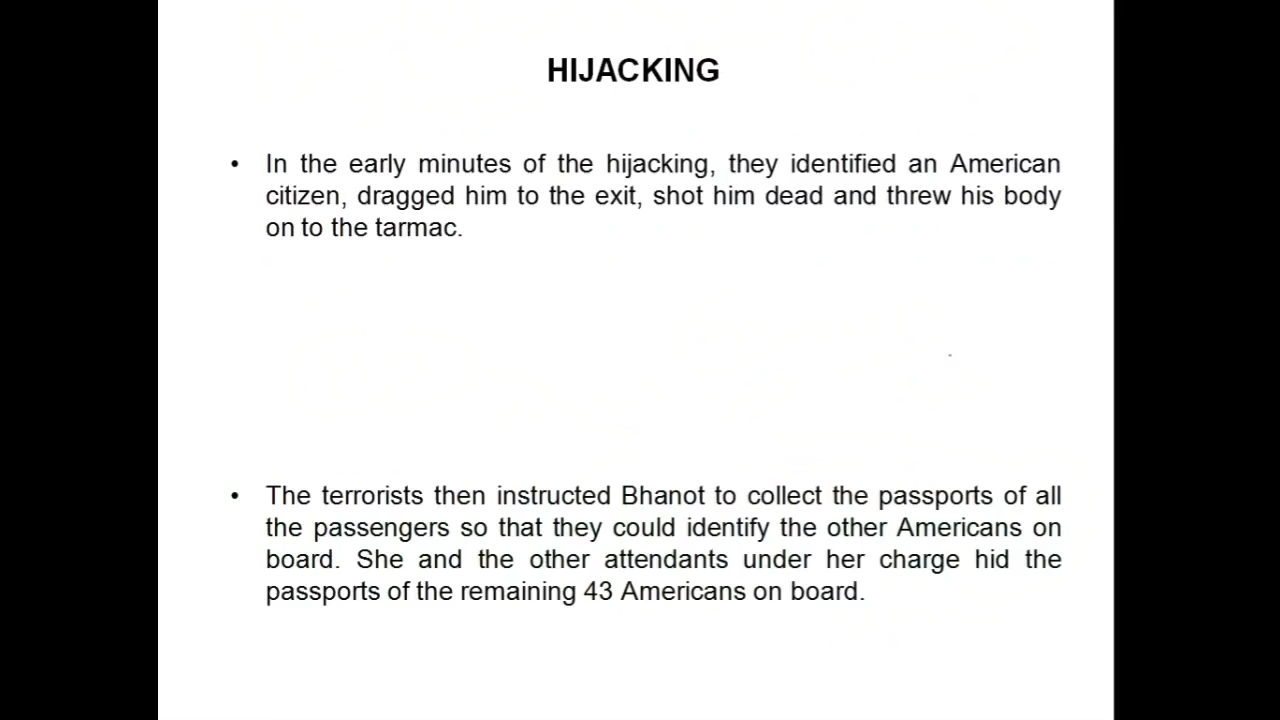 HIJACKING
• In the early minutes of the hijacking, they identified an American
citizen, dragged him to the exit, shot him dead and threw his body
on to the tarmac.
• The terrorists then instructed Bhanot to collect the passports of all
the passengers so that they could identify the other Americans on
board. She and the other attendants under her charge hid the
passports of the remaining 43 Americans on board.